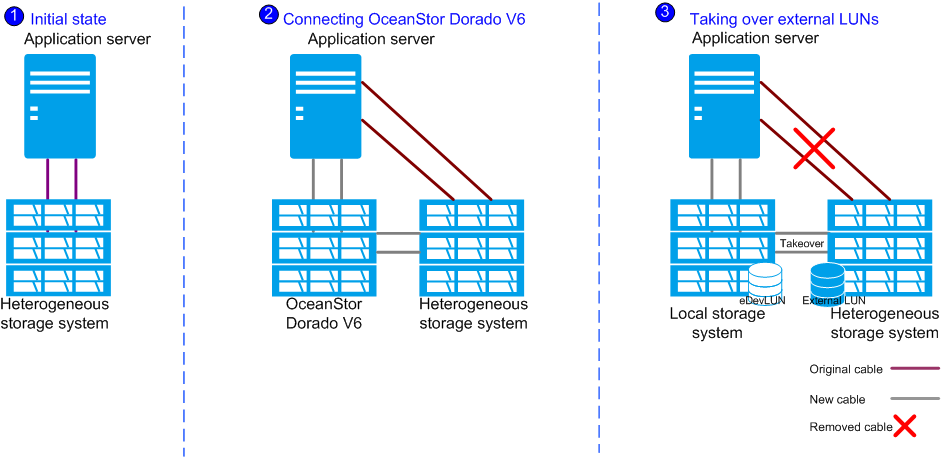 1 Initial state
Application server
Heterogeneous
storage system
2 Connecting OceanStor Dorado V6
Application server
OceanStor
Dorado V6
Heterogeneous
storage system
3 Taking over external LUNs
Application server
Takeover
eDevLUN
External LUN
Local storage
system
Heterogeneous
storage system
Original cable
New cable
Removed cable